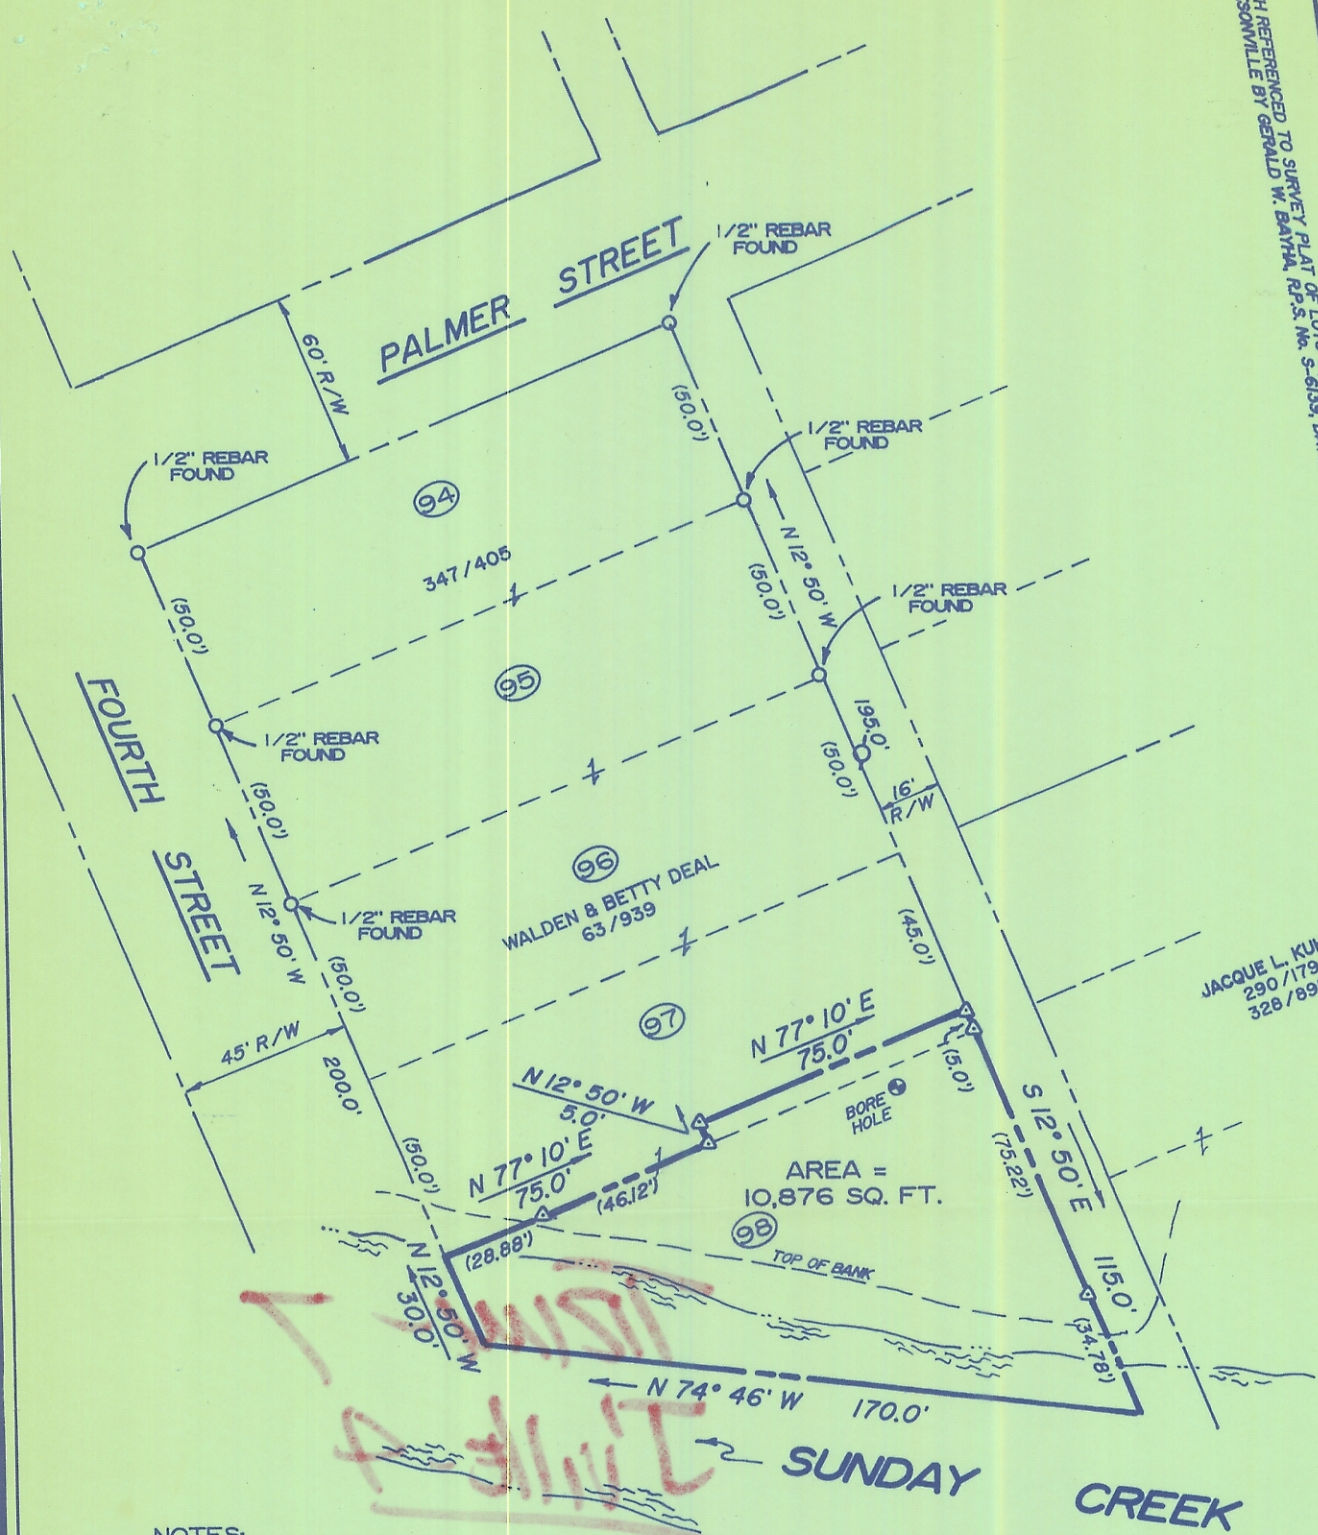 H REFERENCED TO SURVEY PLAT OF
SONVILLE BY GERALD W. BAYHA, R.P.S. No. S-6139,
1/2" REBAR
FOUND
PALMER STREET
60' R/W
(50.0')
1/2" REBAR
FOUND
1/2" REBAR
FOUND
94
347/405
N 12° 50' W
(50.0')
1/2" REBAR
FOUND
(50.0')
95
FOURTH STREET
1/2" REBAR
FOUND
195.0'
(50.0')
16'
R/W
(50.0')
96
WALDEN & BETTY DEAL
63/939
N 12° 50' W
1/2" REBAR
FOUND
(50.0')
(45.0')
JACQUE L.
290/179
328/89
97
N 77° 10' E
75.0'
45' R/W
200.0'
N 12° 50' W
5.0'
(5.0')
BORE
HOLE
S 12° 50' E
115.0'
N 77° 10' E
75.0'
(46.12')
(75.22')
(50.0')
AREA =
10,876 SQ. FT.
98
(28.88')
TOP OF BANK
N 12° 50' W
30.0'
(34.78')
N 74° 46' W 170.0'
SUNDAY CREEK
NOTES: